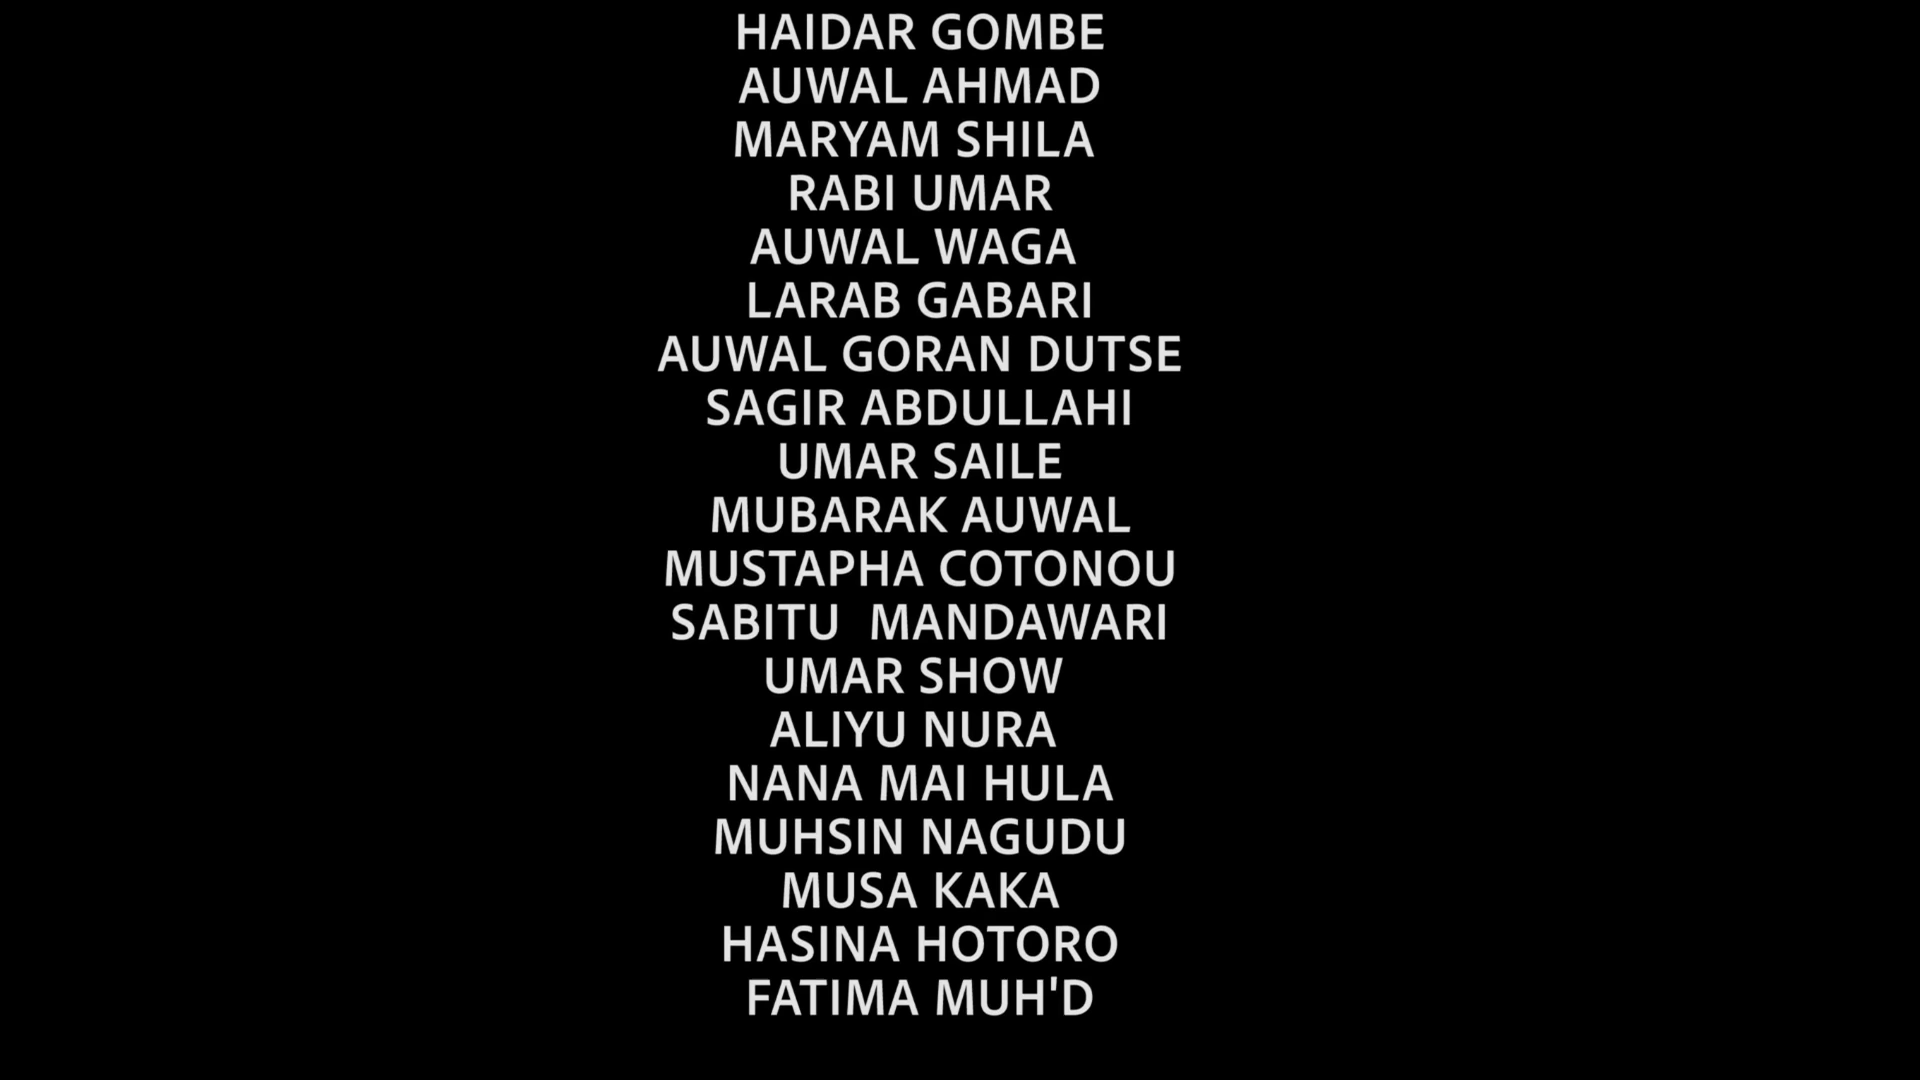 HAIDAR GOMBE
AUWAL AHMAD
MARYAM SHILA
RABI UMAR
AUWAL WAGA
LARAB GABARI
AUWAL GORAN DUTSE
SAGIR ABDULLAHI
UMAR SAILE
MUBARAK AUWAL
MUSTAPHA COTONOU
SABITU  MANDAWARI
UMAR SHOW
ALIYU NURA
NANA MAI HULA
MUHSIN NAGUDU
MUSA KAKA
HASINA HOTORO
FATIMA MUH'D